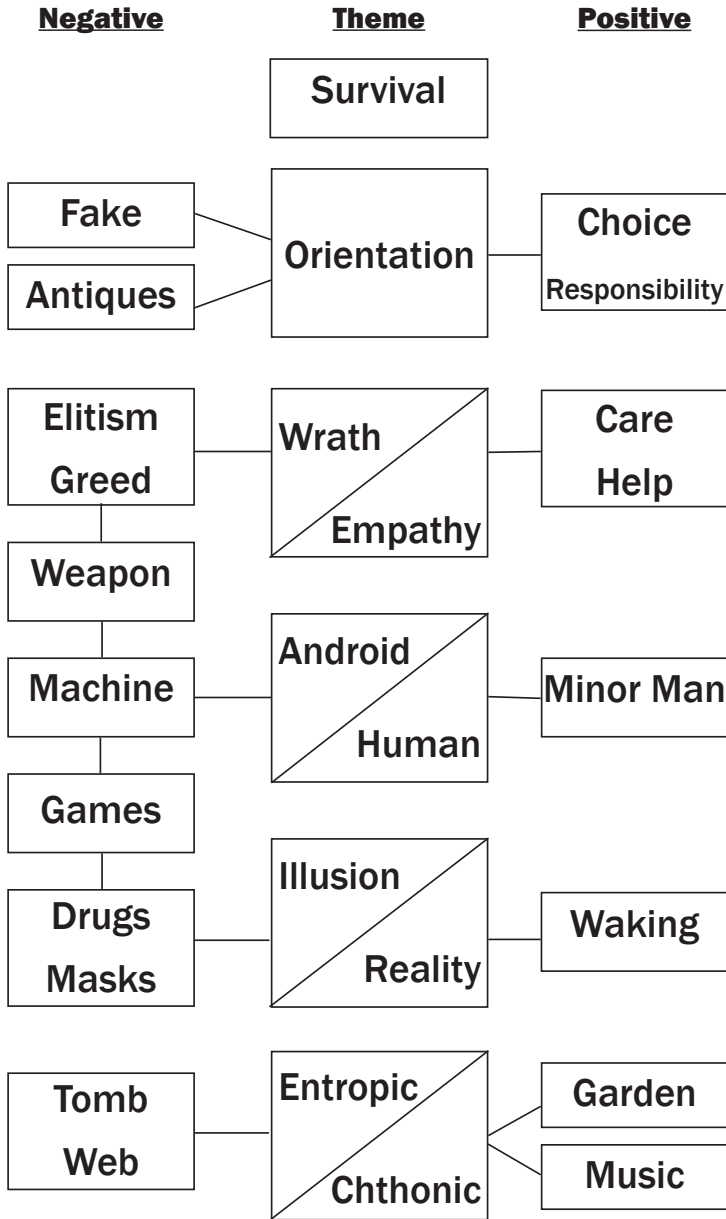 Negative Theme Positive
Survival
Fake
Antiques
Orientation
Choice
Responsibility
Elitism
Greed
Wrath
Empathy
Care
Help
Weapon
Machine
Android
Human
Minor Man
Games
Drugs
Masks
Illusion
Reality
Waking
Tomb
Web
Entropic
Chthonic
Garden
Music